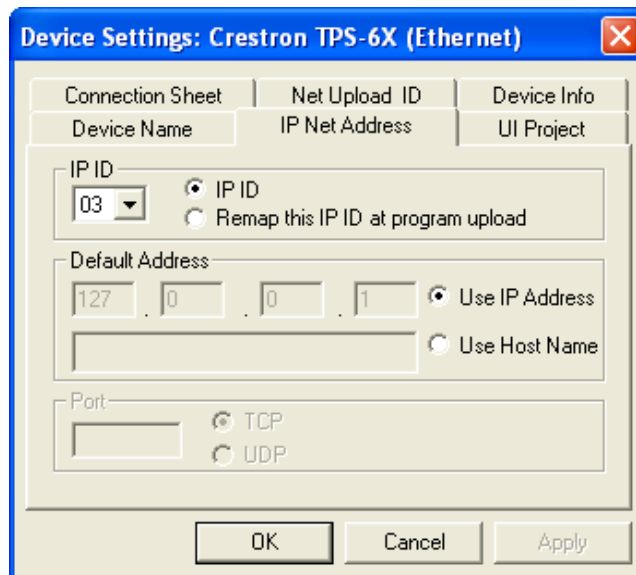 Device Settings: Crestron TPS-6X (Ethernet)
Connection Sheet Net Upload ID Device Info
Device Name IP Net Address UI Project
IP ID
03
IP ID
Remap this IP ID at program upload
Default Address
127 . 0 . 0 . 1 Use IP Address
Use Host Name
Port
TCP
UDP
OK Cancel Apply